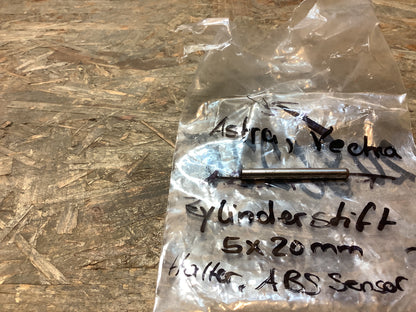 Astra, Vectra
Zylinderstift
5x20mm
Halter, ABS Sensor